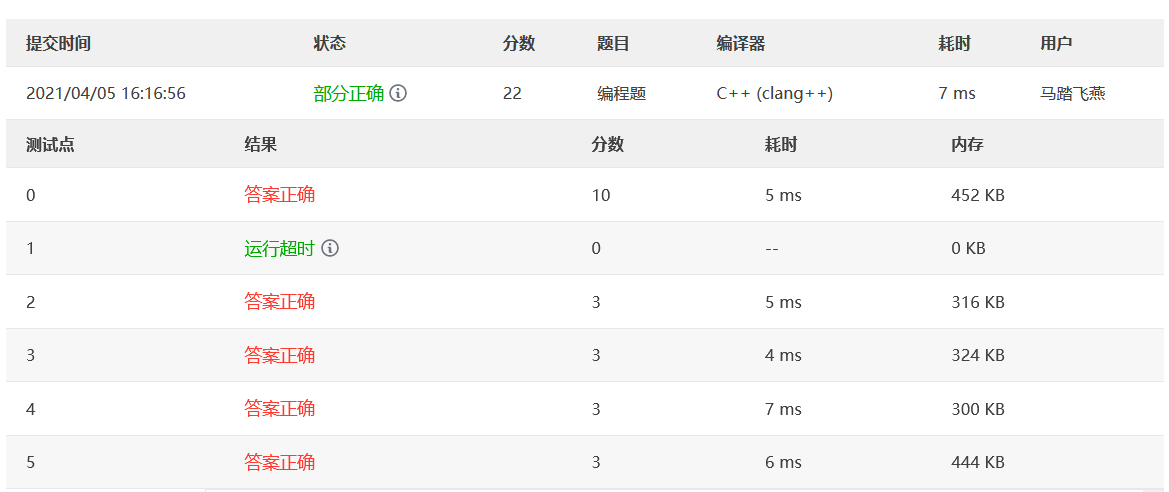 提交时间 状态 分数 题目 编译器 耗时 用户
2021/04/05 16:16:56 部分正确 22 编程题 C++ (clang++) 7 ms 马踏飞燕
测试点 结果 分数 耗时 内存
0 答案正确 10 5 ms 452 KB
1 运行超时 0 -- 0 KB
2 答案正确 3 5 ms 316 KB
3 答案正确 3 4 ms 324 KB
4 答案正确 3 7 ms 300 KB
5 答案正确 3 6 ms 444 KB